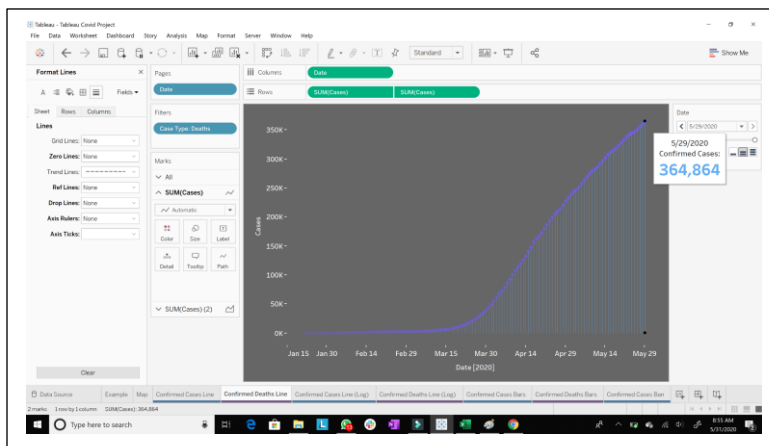 Tableau - Tableau Covid Project
File Data Worksheet Dashboard Story Analysis Map Format Server Window Help
Standard
Show Me
Format Lines
Fields
Sheet Rows Columns
Lines
Grid Lines: None
Zero Lines: None
Trend Lines:
Ref Lines: None
Drop Lines: None
Axis Rulers: None
Axis Ticks:
Clear
Pages
Date
Filters
Case Type: Deaths
Marks
All
SUM(Cases)
Automatic
Color Size Label
Detail Tooltip Path
SUM(Cases) (2)
Columns Date
Rows SUM(Cases) SUM(Cases)
350K
300K
250K
200K
150K
100K
50K
0K
Cases
Jan 15 Jan 30 Feb 14 Feb 29 Mar 15 Mar 30 Apr 14 Apr 29 May 14 May 29
Date [2020]
Date
5/29/2020
5/29/2020
Confirmed Cases:
364,864
Data Source Example Map Confirmed Cases Line Confirmed Deaths Line Confirmed Cases Line (Log) Confirmed Deaths Line (Log) Confirmed Cases Bars Confirmed Deaths Bars Confirmed Cases Ban
2 marks 1 row by 1 column SUM(Cases): 364,864
Type here to search
8:55 AM
5/31/2020